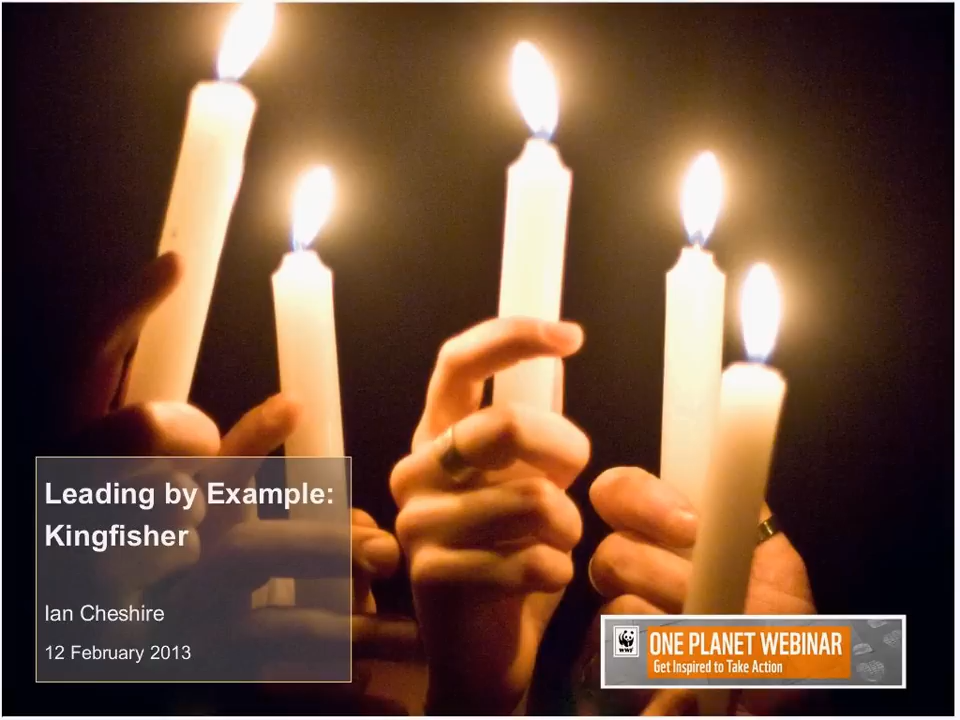 Leading by Example:
Kingfisher
Ian Cheshire
12 February 2013
WWF
ONE PLANET WEBINAR
Get Inspired to Take Action